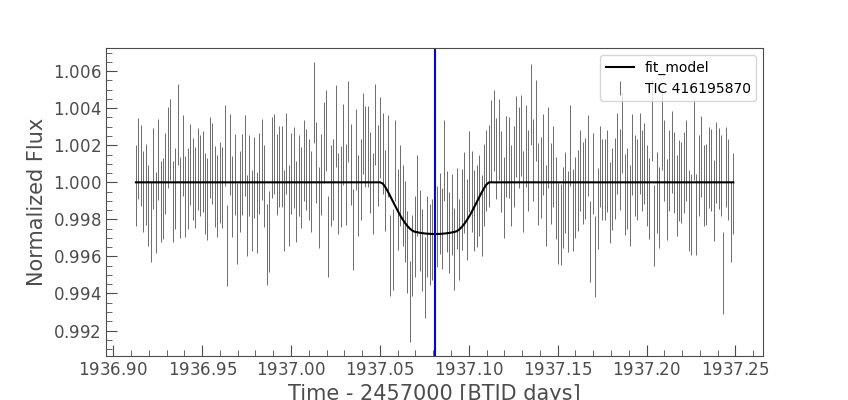 fit_model
TIC 416195870
1.006
1.004
1.002
1.000
0.998
0.996
0.994
0.992
Normalized Flux
1936.90 1936.95 1937.00 1937.05 1937.10 1937.15 1937.20 1937.25
Time - 2457000 [BTJD days]